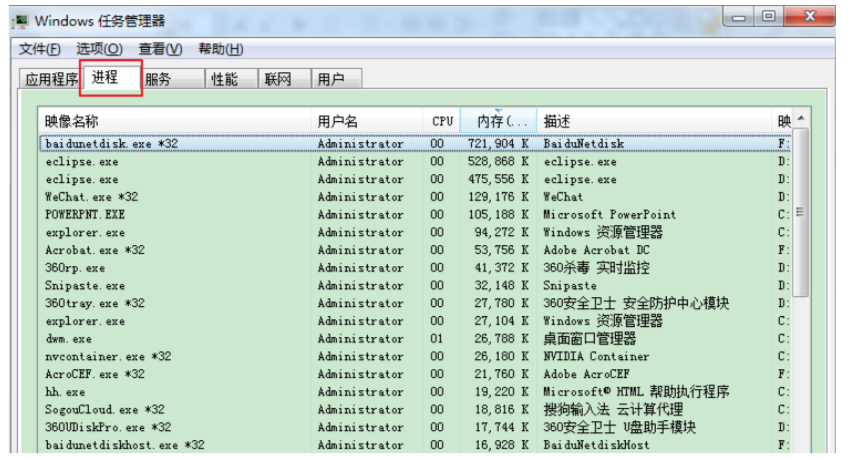 Windows 任务管理器
文件(F) 选项(O) 查看(V) 帮助(H)
应用程序 进程 服务 性能 联网 用户
映像名称 用户名 CPU 内存(... 描述 映
baidunetdisk.exe *32 Administrator 00 721,904 K BaiduNetdisk F:
eclipse.exe Administrator 00 528,868 K eclipse.exe D:
eclipse.exe Administrator 00 475,556 K eclipse.exe D:
WeChat.exe *32 Administrator 00 129,176 K WeChat D:
POWERPNT.EXE Administrator 00 105,188 K Microsoft PowerPoint C:
explorer.exe Administrator 00 94,272 K Windows 资源管理器 C:
Acrobat.exe *32 Administrator 00 53,756 K Adobe Acrobat DC F:
360rp.exe Administrator 00 41,372 K 360杀毒 实时监控 D:
Snipaste.exe Administrator 00 32,148 K Snipaste D:
360tray.exe *32 Administrator 00 27,780 K 360安全卫士 安全防护中心模块 D:
explorer.exe Administrator 00 27,104 K Windows 资源管理器 C:
dwm.exe Administrator 01 26,788 K 桌面窗口管理器 C:
nvcontainer.exe *32 Administrator 00 26,180 K NVIDIA Container C:
AcroCEF.exe *32 Administrator 00 21,760 K Adobe AcroCEF F:
hh.exe Administrator 00 19,220 K Microsoft® HTML 帮助执行程序 C:
SogouCloud.exe *32 Administrator 00 18,816 K 搜狗输入法 云计算代理 C:
360UDiskPro.exe *32 Administrator 00 17,744 K 360安全卫士 U盘助手模块 D:
baidunetdiskhost.exe *32 Administrator 00 16,928 K BaiduNetdiskHost F: